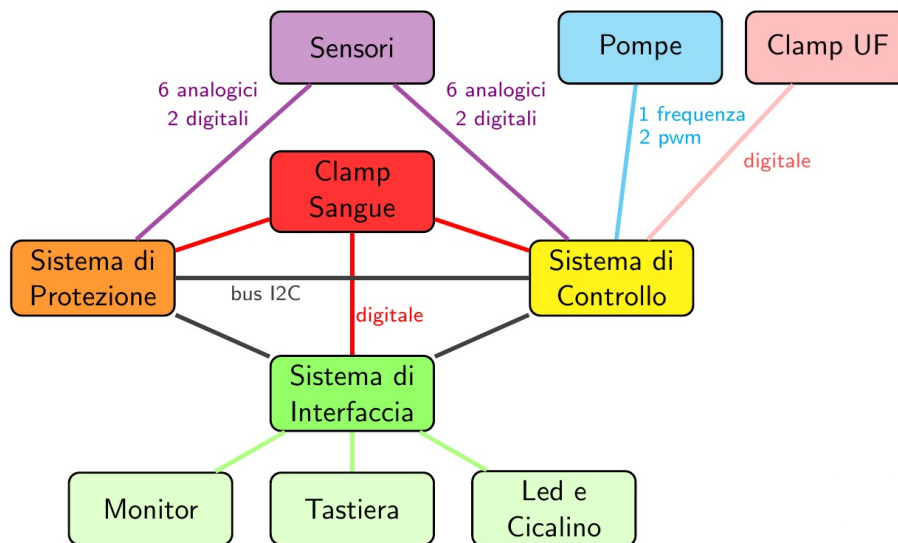 Sensori
Pompe
Clamp UF
6 analogici
2 digitali
6 analogici
2 digitali
1 frequenza
2 pwm
digitale
Clamp
Sangue
Sistema di
Protezione
Sistema di
Controllo
bus I2C
digitale
Sistema di
Interfaccia
Monitor
Tastiera
Led e
Cicalino